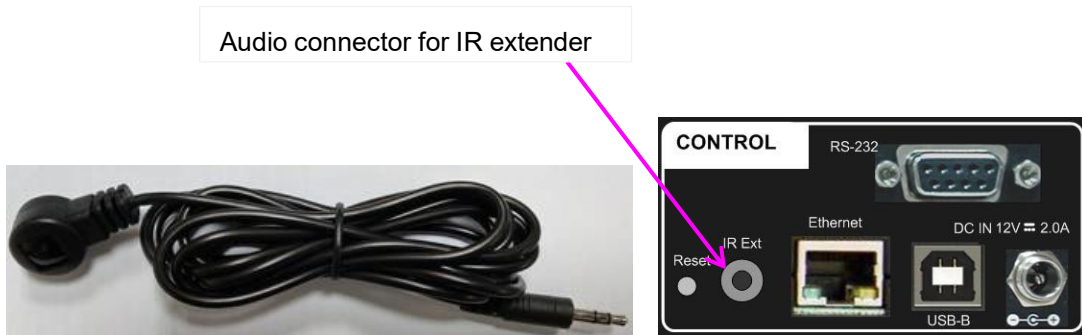 Audio connector for IR extender
CONTROL
RS-232
Ethernet
DC IN 12V ⎓ 2.0A
IR Ext
Reset
USB-B